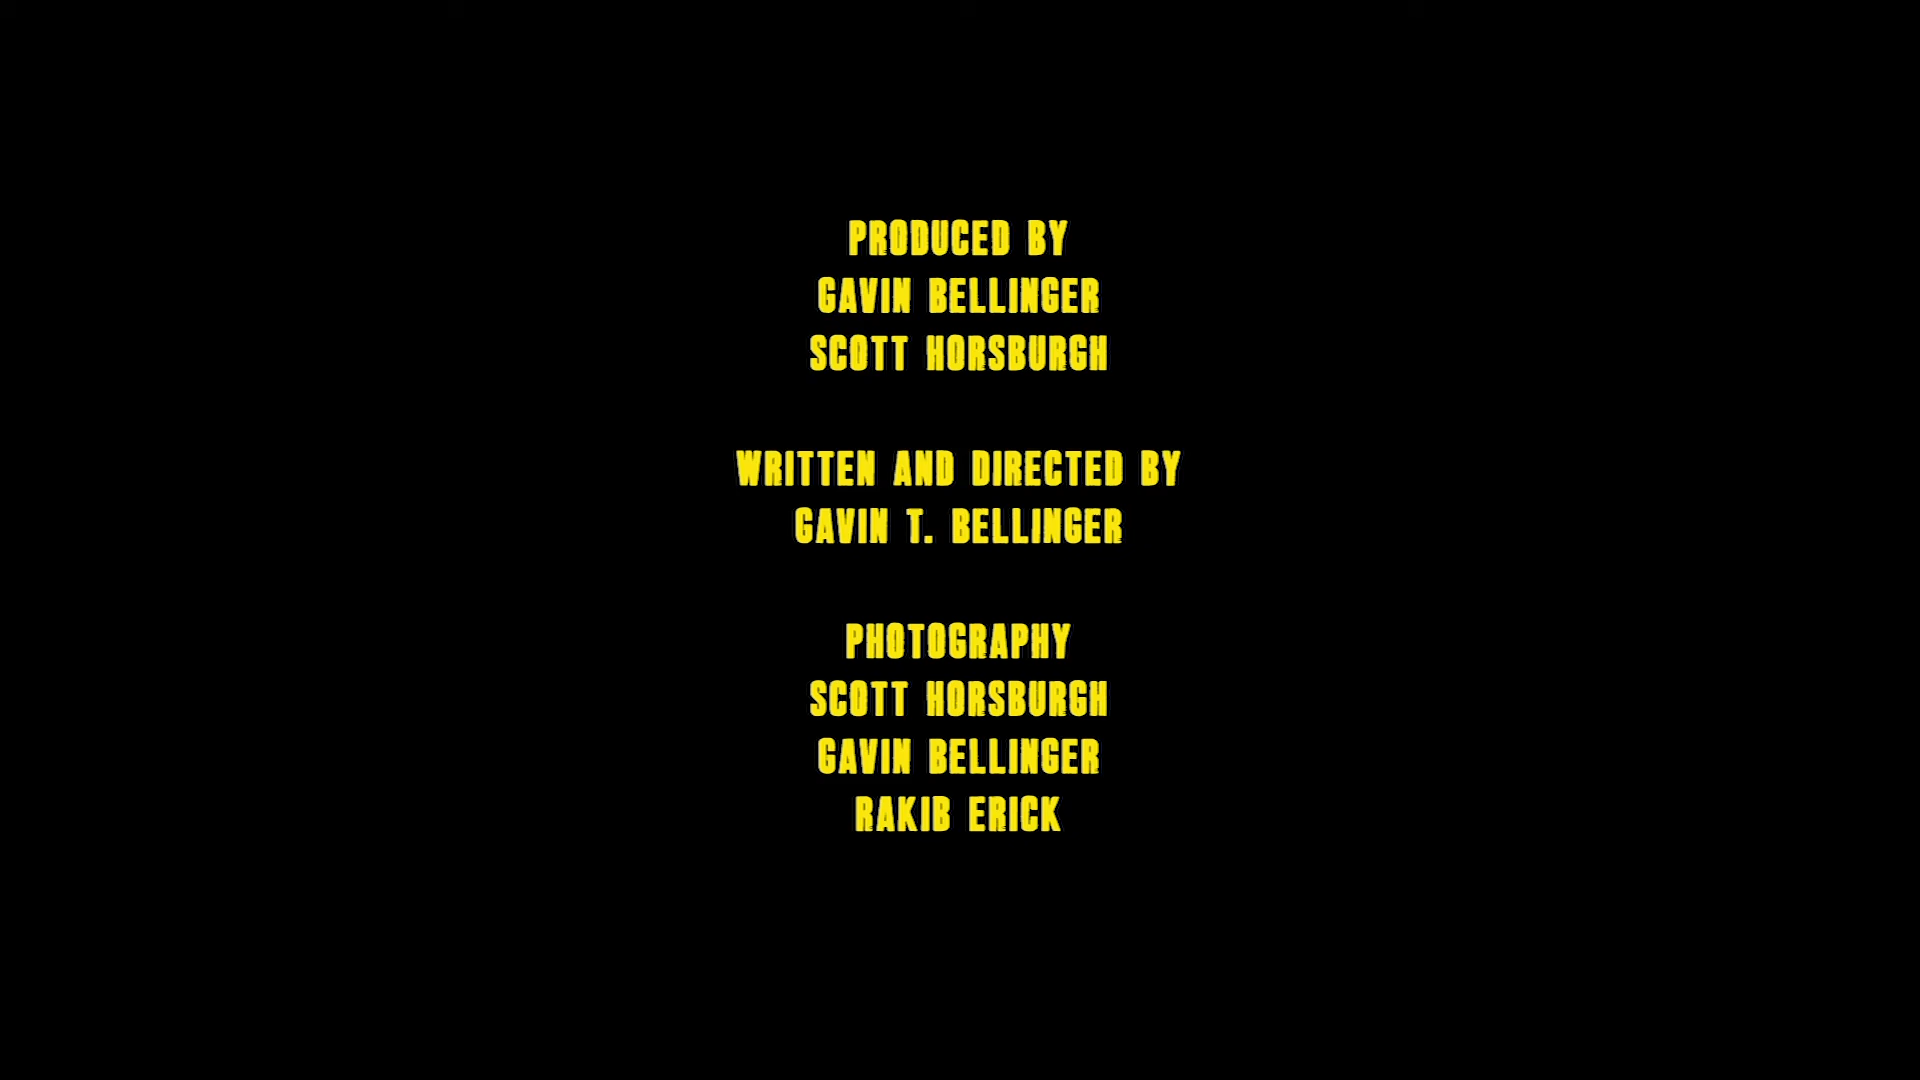 PRODUCED BY
GAVIN BELLINGER
SCOTT HORSBURGH
WRITTEN AND DIRECTED BY
GAVIN T. BELLINGER
PHOTOGRAPHY
SCOTT HORSBURGH
GAVIN BELLINGER
RAKIB ERICK